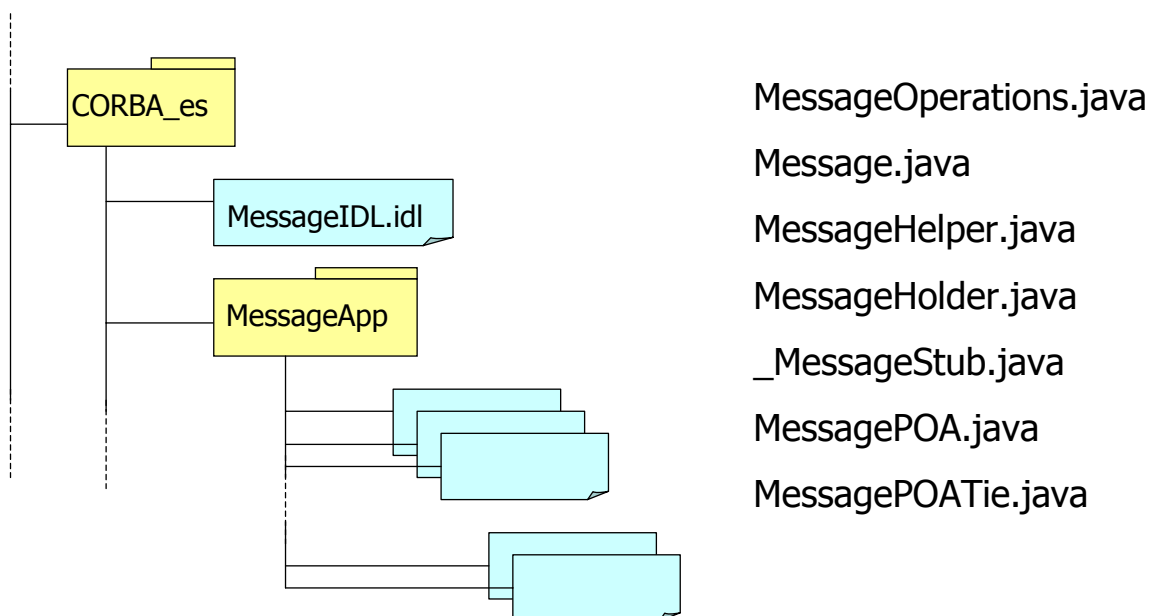 CORBA_es
MessageIDL.idl
MessageApp
MessageOperations.java
Message.java
MessageHelper.java
MessageHolder.java
_MessageStub.java
MessagePOA.java
MessagePOATie.java